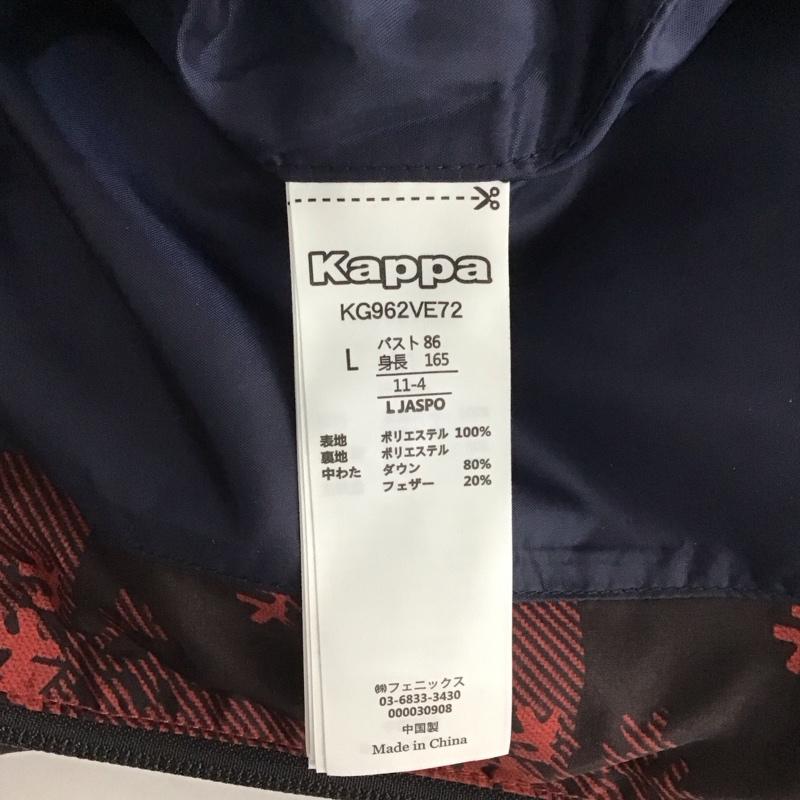 Kappa
KG962VE72
L
バスト 86
身長 165
11-4
L JASPO
表地 ポリエステル 100%
裏地 ポリエステル
中わた ダウン 80%
フェザー 20%
㈱フェニックス
03-6833-3430
000030908
中国製
Made in China